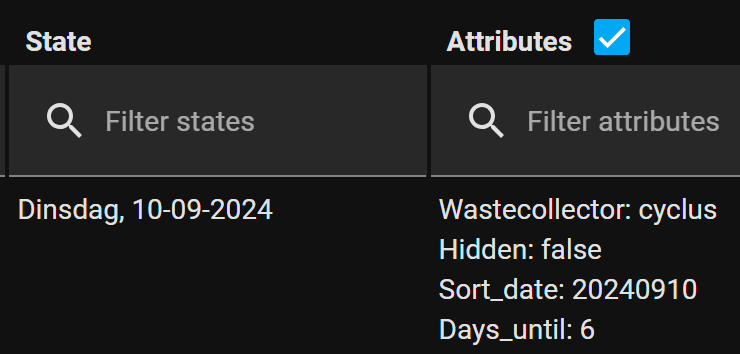 State Attributes
Filter states Filter attributes
Dinsdag, 10-09-2024 Wastecollector: cyclus
Hidden: false
Sort_date: 20240910
Days_until: 6